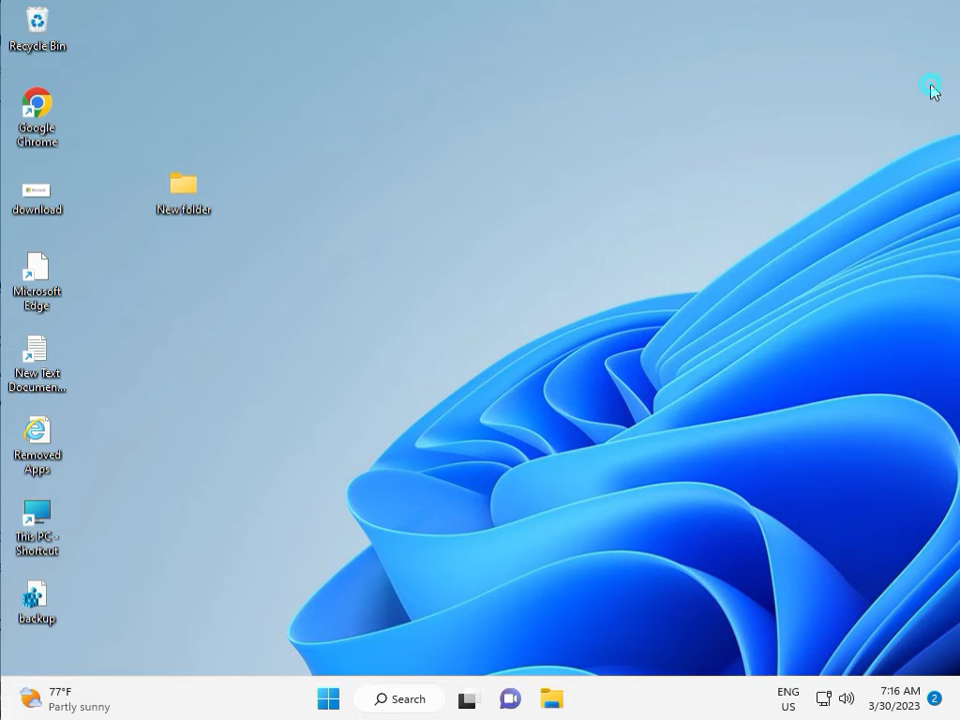 Recycle Bin
Google
Chrome
download
New folder
Microsoft
Edge
New Text
Documen...
Removed
Apps
This PC -
Shortcut
backup
77°F
Partly sunny
Search
ENG
US
7:16 AM
3/30/2023
2